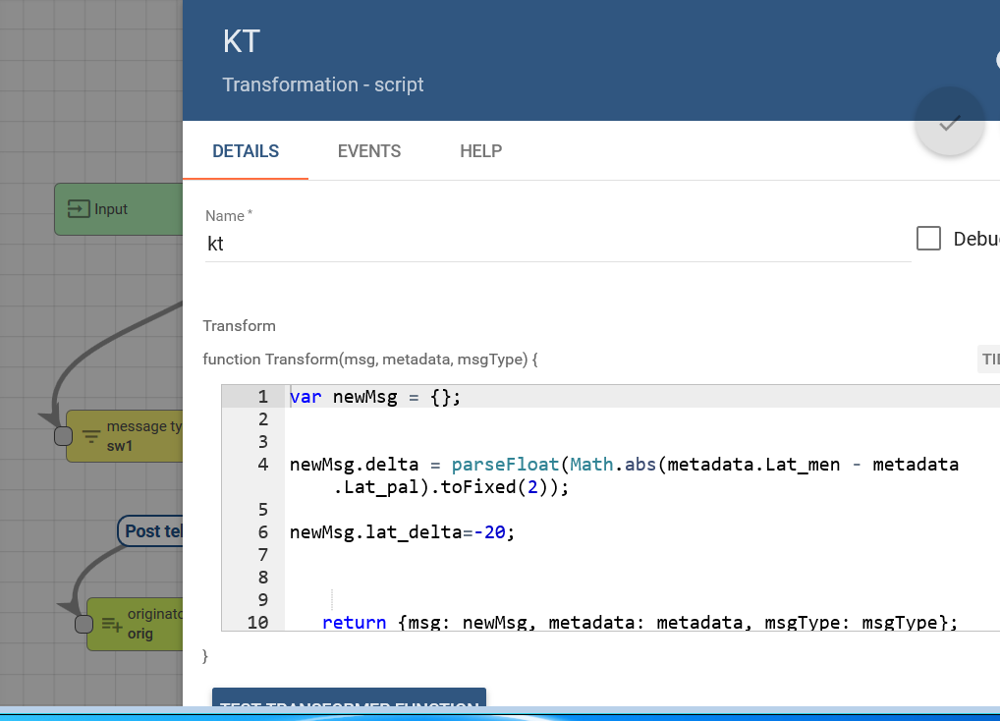 KT
Transformation - script
DETAILS EVENTS HELP
Input
Name *
kt
Debu
Transform
function Transform(msg, metadata, msgType) {
TI
1 var newMsg = {};
2
3
4 newMsg.delta = parseFloat(Math.abs(metadata.Lat_men - metadata
.Lat_pal).toFixed(2));
5
6 newMsg.lat_delta=-20;
7
8
9
10 return {msg: newMsg, metadata: metadata, msgType: msgType};
}
message ty
sw1
Post tel
originato
orig
TEST TRANSFORMER FUNCTION